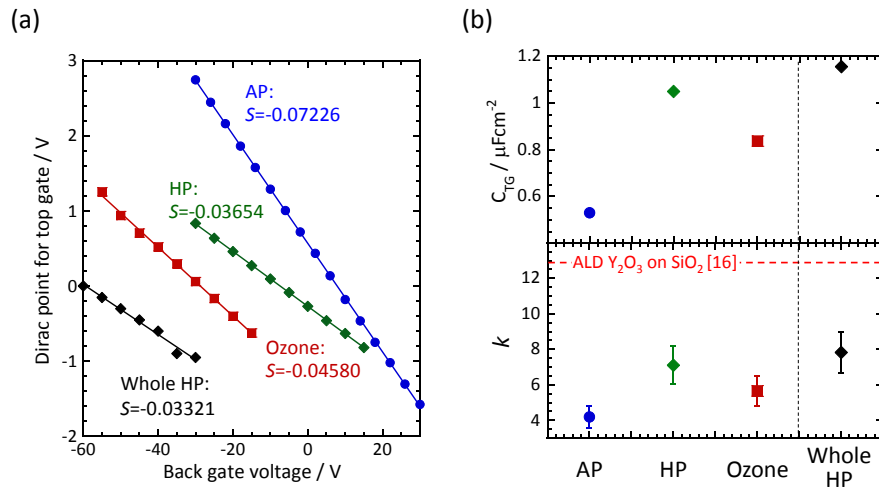 (a)
3
2
1
0
-1
-2
-60
-40
-20
0
20
Dirac point for top gate / V
Back gate voltage / V
AP:
S=-0.07226
HP:
S=-0.03654
Ozone:
S=-0.04580
Whole HP:
S=-0.03321
(b)
1.2
1
0.8
0.6
C_TG / μFcm⁻²
12
10
8
6
4
k
ALD Y₂O₃ on SiO₂ [16]
AP
HP
Ozone
Whole
HP